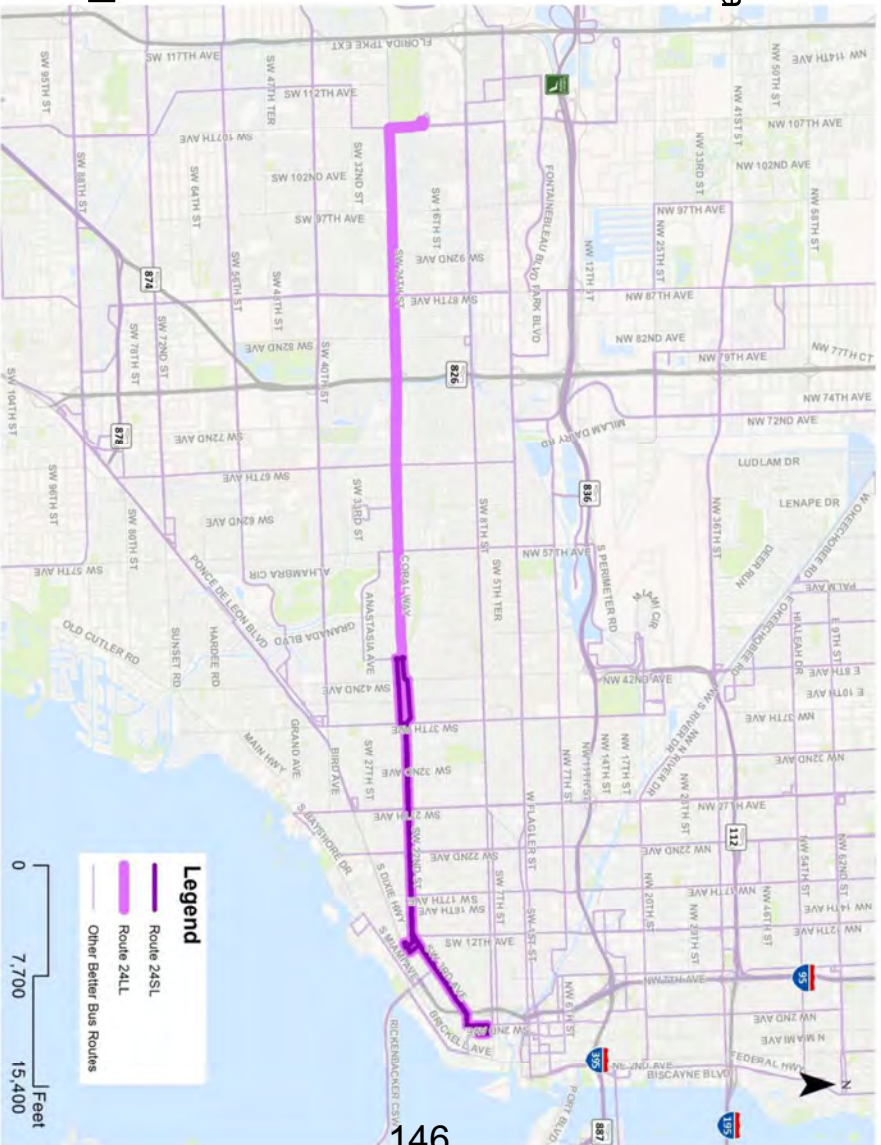 Legend
Route 24SL
Route 24LL
Other Better Bus Routes
0 7,700 15,400
Feet
N
146
FLORIDA TPKE EXT
SW 117TH AVE
SW 112TH AVE
SW 107TH AVE
SW 102ND AVE
SW 97TH AVE
SW 92ND AVE
SW 87TH AVE
SW 82ND AVE
SW 72ND AVE
SW 67TH AVE
SW 62ND AVE
SW 57TH AVE
SW 42ND AVE
SW 37TH AVE
SW 32ND AVE
SW 27TH AVE
SW 22ND AVE
SW 17TH AVE
SW 16TH AVE
SW 12TH AVE
SW 3RD AVE
SW 95TH ST
SW 47TH TER
SW 88TH ST
SW 64TH ST
SW 32ND ST
SW 16TH ST
SW 24TH ST
SW 56TH ST
SW 78TH ST
SW 72ND ST
SW 40TH ST
SW 104TH ST
SW 96TH ST
SW 80TH ST
SW 33RD ST
SW 8TH ST
SW 5TH TER
SW 27TH ST
SW 22ND ST
SW 7TH ST
SW 1ST ST
W FLAGLER ST
CORAL WAY
ANASTASIA AVE
ALHAMBRA CIR
GRANADA BLVD
PONCE DE LEON BLVD
OLD CUTLER RD
SUNSET RD
HARDEE RD
MAIN HWY
GRAND AVE
BIRD AVE
S BAYSHORE DR
S DIXIE HWY
S MIAMI AVE
BRICKELL AVE
RICKENBACKER CSWY
PORT BLVD
BISCAYNE BLVD
FEDERAL HWY
N MIAMI AVE
NW 2ND AVE
NW 12TH AVE
NW 14TH AVE
NW 17TH AVE
NW 22ND AVE
NW 27TH AVE
NW 32ND AVE
NW 37TH AVE
NW 42ND AVE
NW 57TH AVE
NW 72ND AVE
NW 74TH AVE
NW 77TH CT
NW 79TH AVE
NW 82ND AVE
NW 87TH AVE
NW 97TH AVE
NW 102ND AVE
NW 107TH AVE
NW 114TH AVE
NW 50TH ST
NW 41ST ST
NW 33RD ST
NW 58TH ST
NW 25TH ST
NW 12TH ST
FONTAINEBLEAU BLVD
PARK BLVD
MILAM DAIRY RD
LUDLAM DR
LENAPE DR
NW 36TH ST
DEER RUN
W OKEECHOBEE RD
E OKEECHOBEE RD
PALM AVE
HIALEAH DR
E 9TH ST
E 8TH AVE
E 10TH AVE
S PERIMETER RD
MIAMI CIR
NW S RIVER DR
NW N RIVER DR
NW 7TH ST
NW 11TH ST
NW 14TH ST
NW 17TH ST
NW 28TH ST
NW 20TH ST
NW 29TH ST
NW 46TH ST
NW 54TH ST
NW 62ND ST
NW 6TH ST
874
878
826
836
112
95
395
195
887